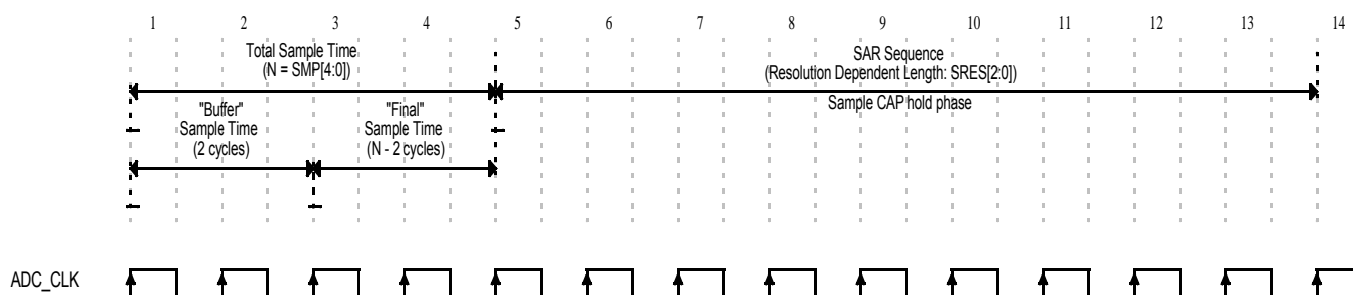 1 2 3 4 5 6 7 8 9 10 11 12 13 14
Total Sample Time
(N = SMP[4:0])
SAR Sequence
(Resolution Dependent Length: SRES[2:0])
Sample CAP hold phase
"Buffer"
Sample Time
(2 cycles)
"Final"
Sample Time
(N - 2 cycles)
ADC_CLK